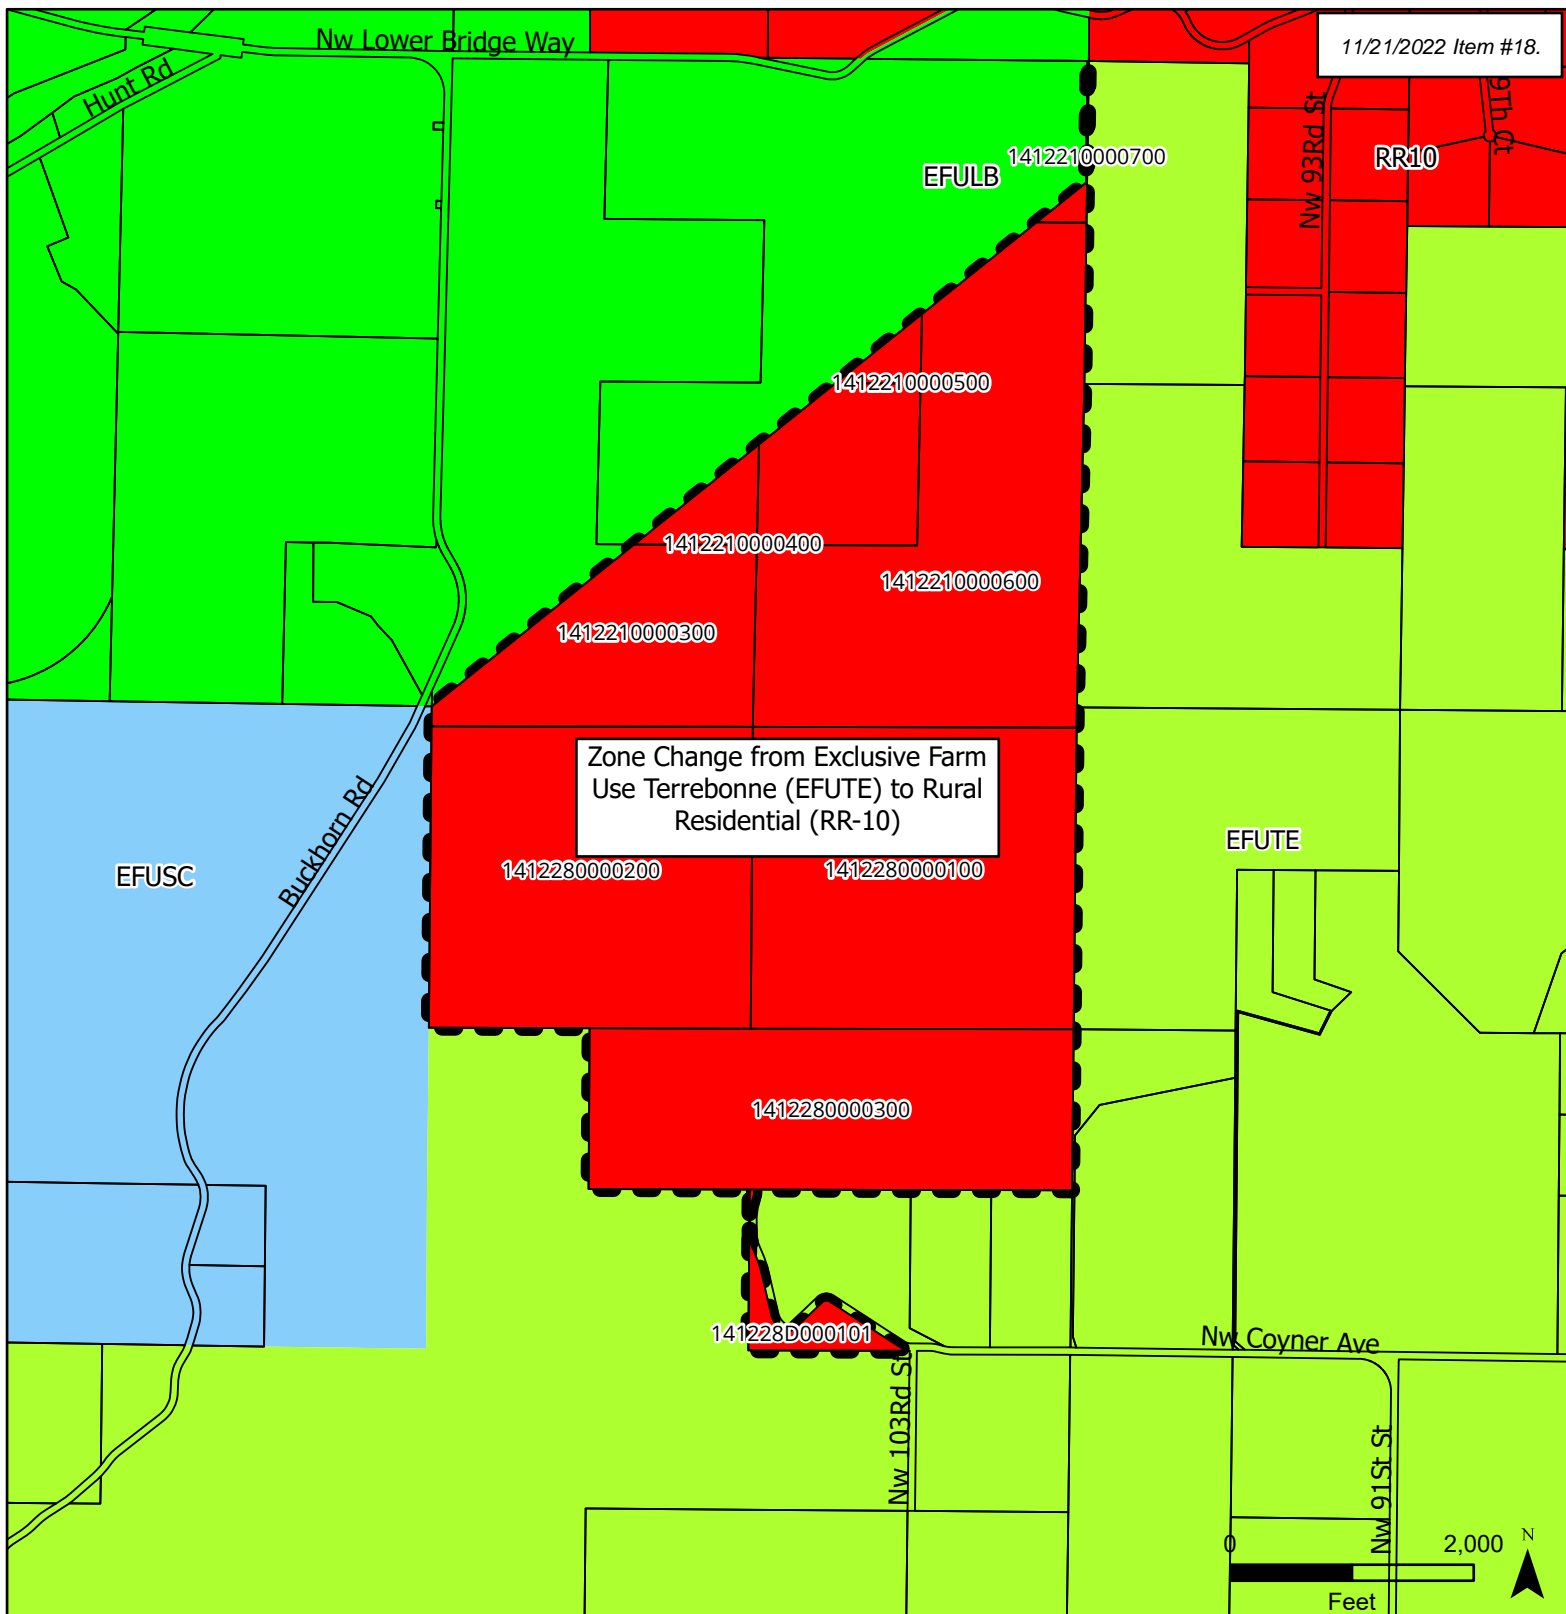 Nw Lower Bridge Way
11/21/2022 Item #18.
Hunt Rd
Nw 93Rd St
9Th Ct
1412210000700
RR10
EFULB
1412210000500
1412210000400
1412210000600
1412210000300
Zone Change from Exclusive Farm
Use Terrebonne (EFUTE) to Rural
Residential (RR-10)
Buckhorn Rd
EFUTE
EFUSC
1412280000200
1412280000100
1412280000300
141228D000101
Nw Coyner Ave
Nw 103Rd St
Nw 91St St
0
2,000
N
Feet